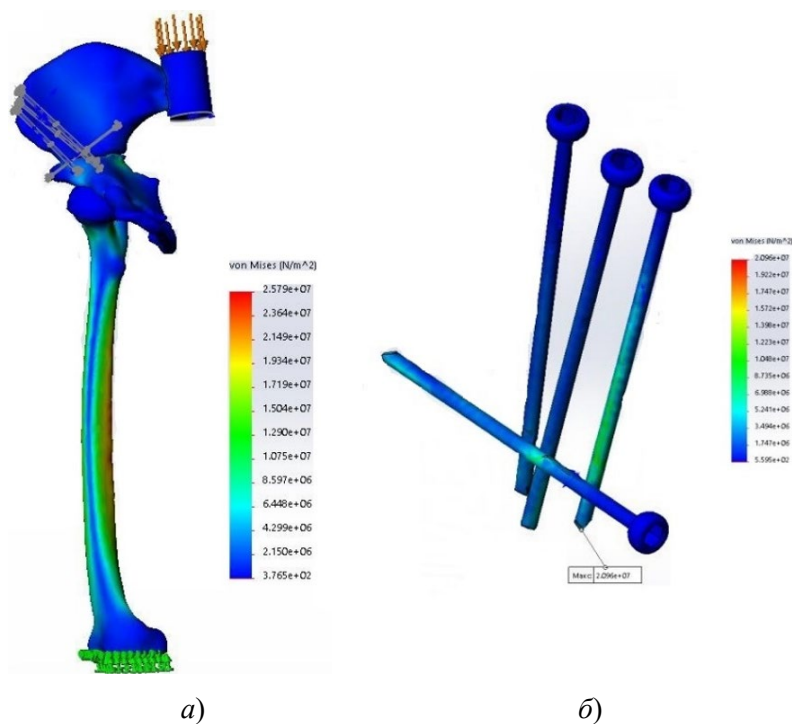 von Mises (N/m^2)
2.579e+07
2.364e+07
2.149e+07
1.934e+07
1.719e+07
1.504e+07
1.290e+07
1.075e+07
8.597e+06
6.448e+06
4.299e+06
2.150e+06
3.765e+02
von Mises (N/m^2)
2.096e+07
1.922e+07
1.747e+07
1.572e+07
1.398e+07
1.223e+07
1.048e+07
8.735e+06
6.988e+06
5.241e+06
3.494e+06
1.747e+06
5.595e+02
Макс: 2.096e+07
а)
б)